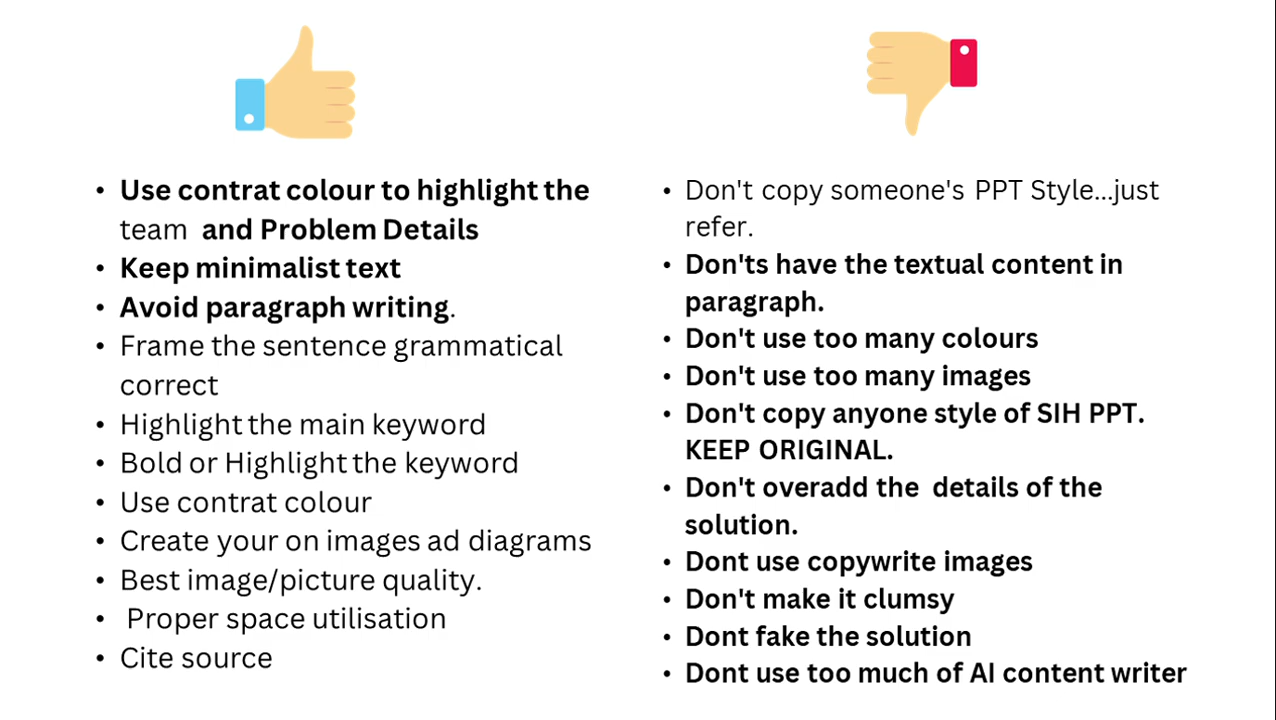 • Use contrat colour to highlight the
team and Problem Details
• Keep minimalist text
• Avoid paragraph writing.
• Frame the sentence grammatical
correct
• Highlight the main keyword
• Bold or Highlight the keyword
• Use contrat colour
• Create your on images ad diagrams
• Best image/picture quality.
• Proper space utilisation
• Cite source
• Don't copy someone's PPT Style...just
refer.
• Don'ts have the textual content in
paragraph.
• Don't use too many colours
• Don't use too many images
• Don't copy anyone style of SIH PPT.
KEEP ORIGINAL.
• Don't overadd the details of the
solution.
• Dont use copywrite images
• Don't make it clumsy
• Dont fake the solution
• Dont use too much of AI content writer